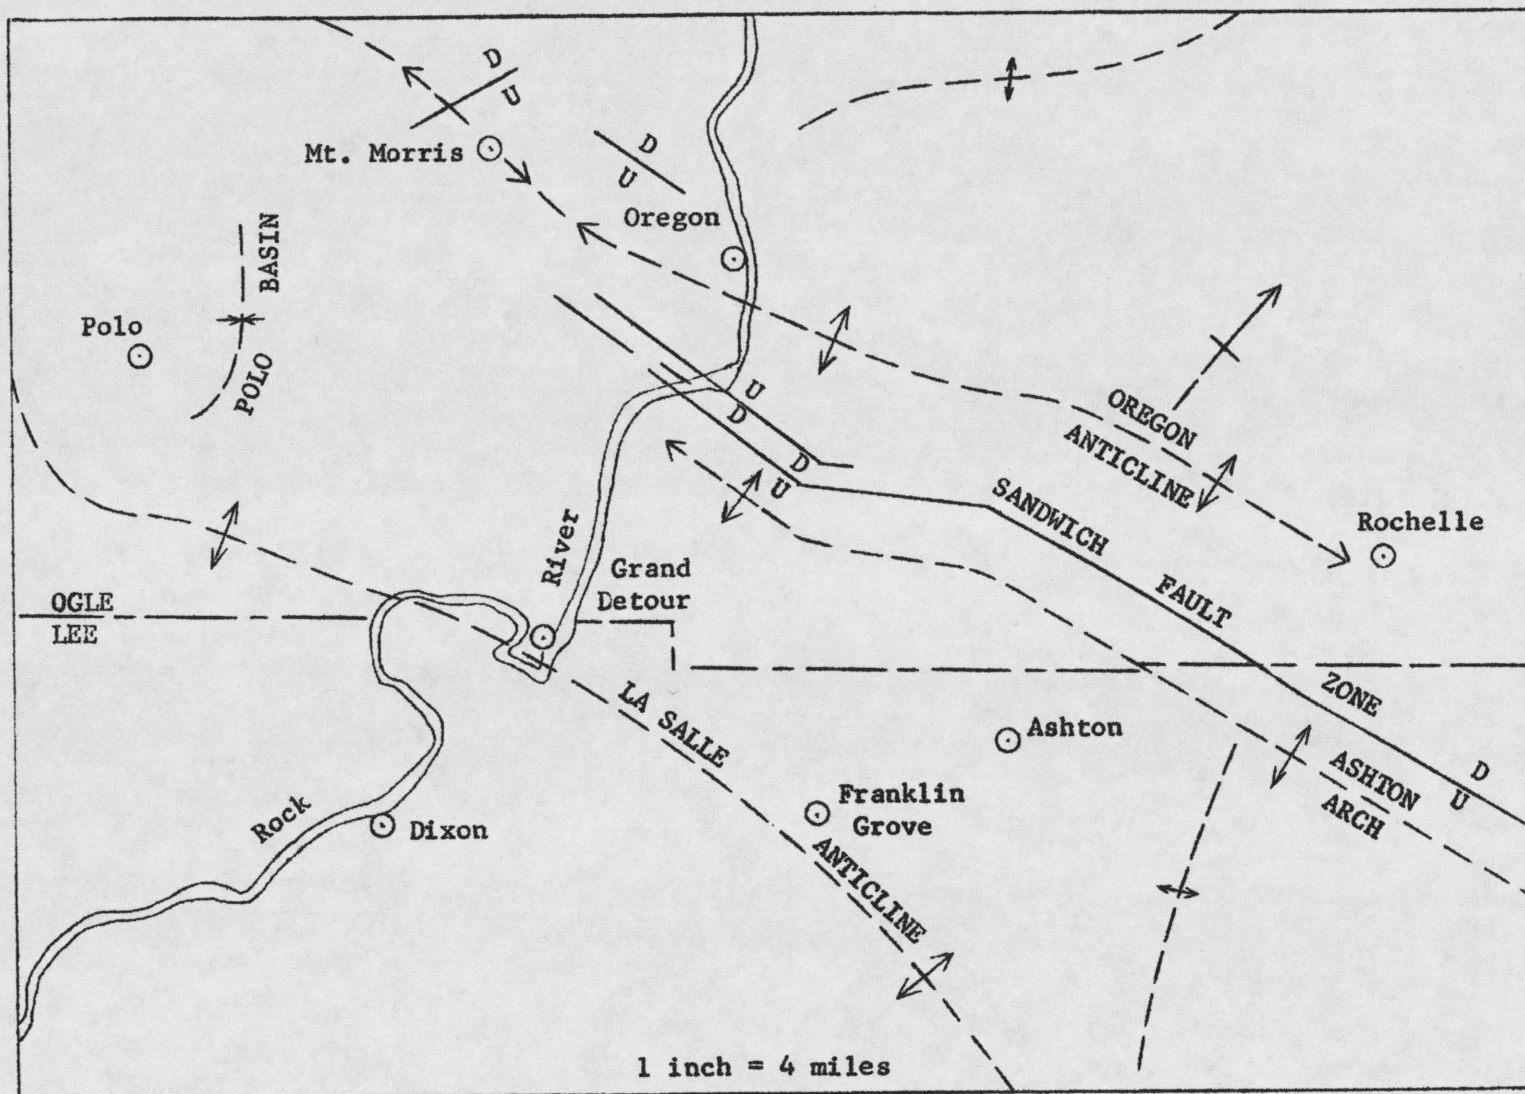 D
U
Mt. Morris
D
U
Oregon
BASIN
POLO
Polo
U
D
D
U
OREGON
ANTICLINE
SANDWICH
FAULT
ZONE
Rochelle
River
Grand
Detour
OGLE
LEE
LA SALLE
ANTICLINE
Ashton
ASHTON
ARCH
D
U
Franklin
Grove
Rock
Dixon
1 inch = 4 miles